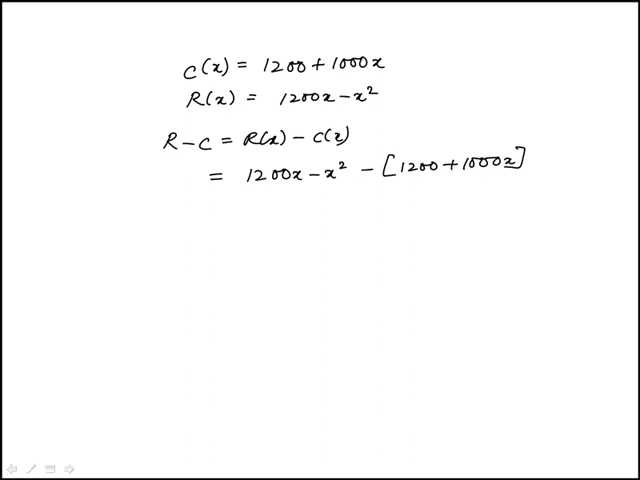 C(x) = 1200 + 1000x
R(x) = 1200x - x²
R - C = R(x) - C(x)
= 1200x - x² - [1200 + 1000x]